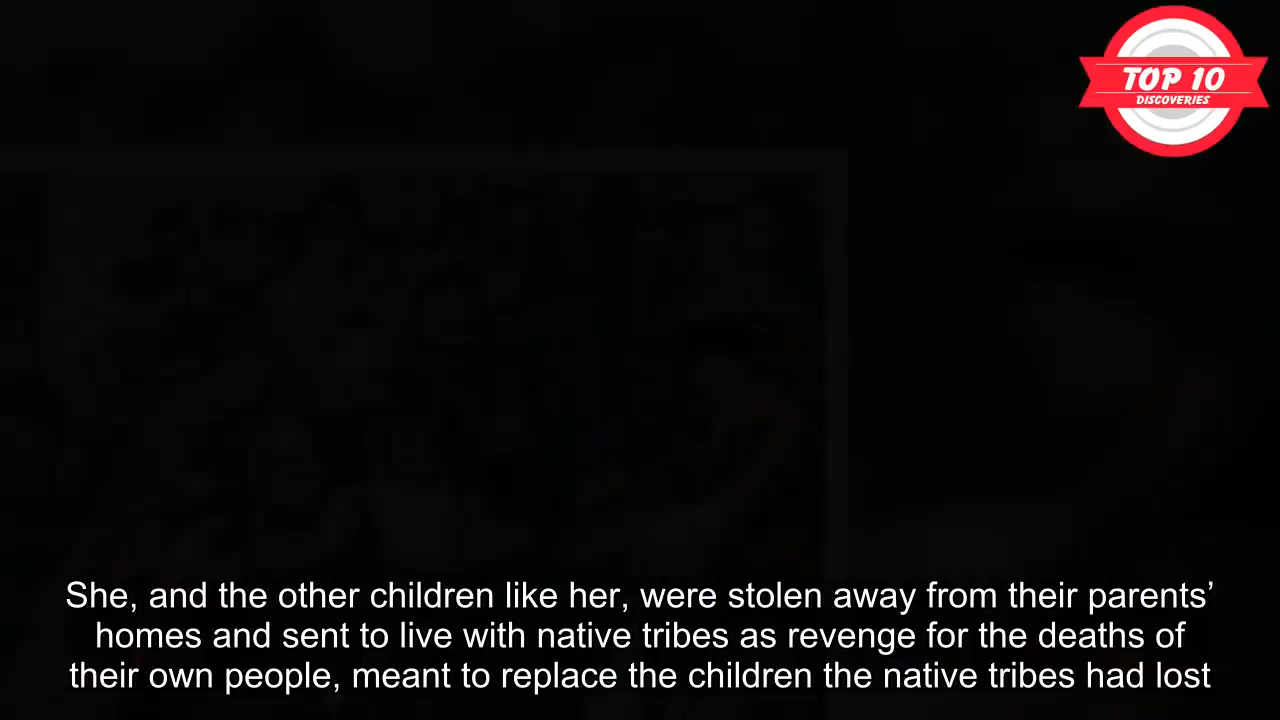 TOP 10
DISCOVERIES
She, and the other children like her, were stolen away from their parents’
homes and sent to live with native tribes as revenge for the deaths of
their own people, meant to replace the children the native tribes had lost